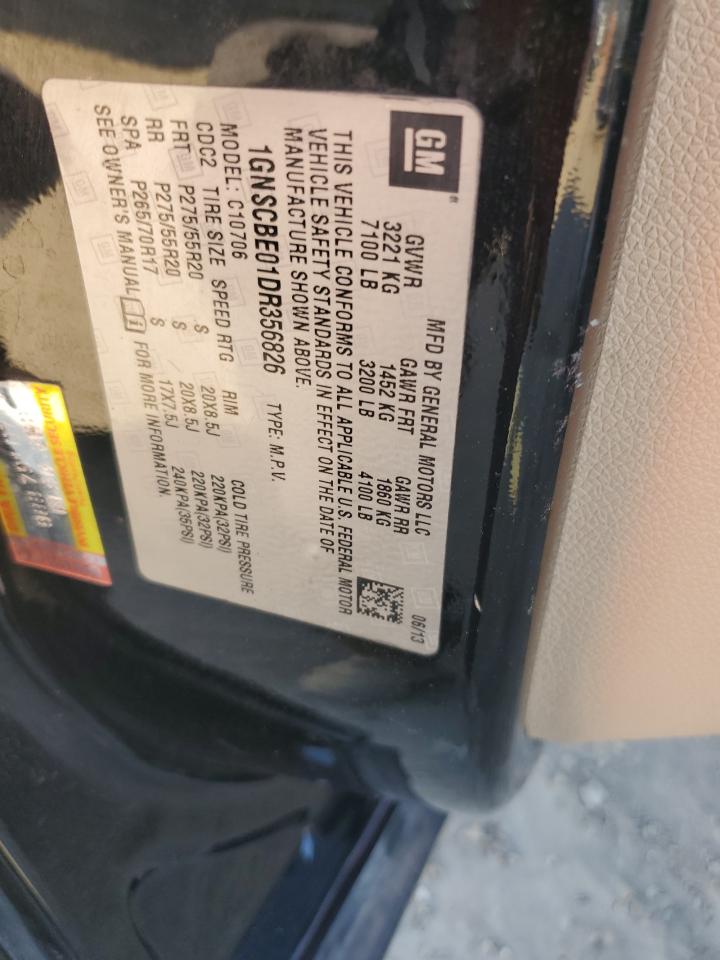 GM
MFD BY GENERAL MOTORS LLC 06/13
GVWR GAWR FRT GAWR RR
3221 KG 1452 KG 1860 KG
7100 LB 3200 LB 4100 LB
THIS VEHICLE CONFORMS TO ALL APPLICABLE U.S. FEDERAL MOTOR
VEHICLE SAFETY STANDARDS IN EFFECT ON THE DATE OF
MANUFACTURE SHOWN ABOVE.
1GNSCBE01DR356826 TYPE: M.P.V.
MODEL: C10706
CDC2 TIRE SIZE SPEED RTG RIM COLD TIRE PRESSURE
FRT P275/55R20 S 20X8.5J 220KPA(32PSI)
RR P275/55R20 S 20X8.5J 220KPA(32PSI)
SPA P265/70R17 S 17X7.5J 240KPA(35PSI)
SEE OWNER'S MANUAL FOR MORE INFORMATION.